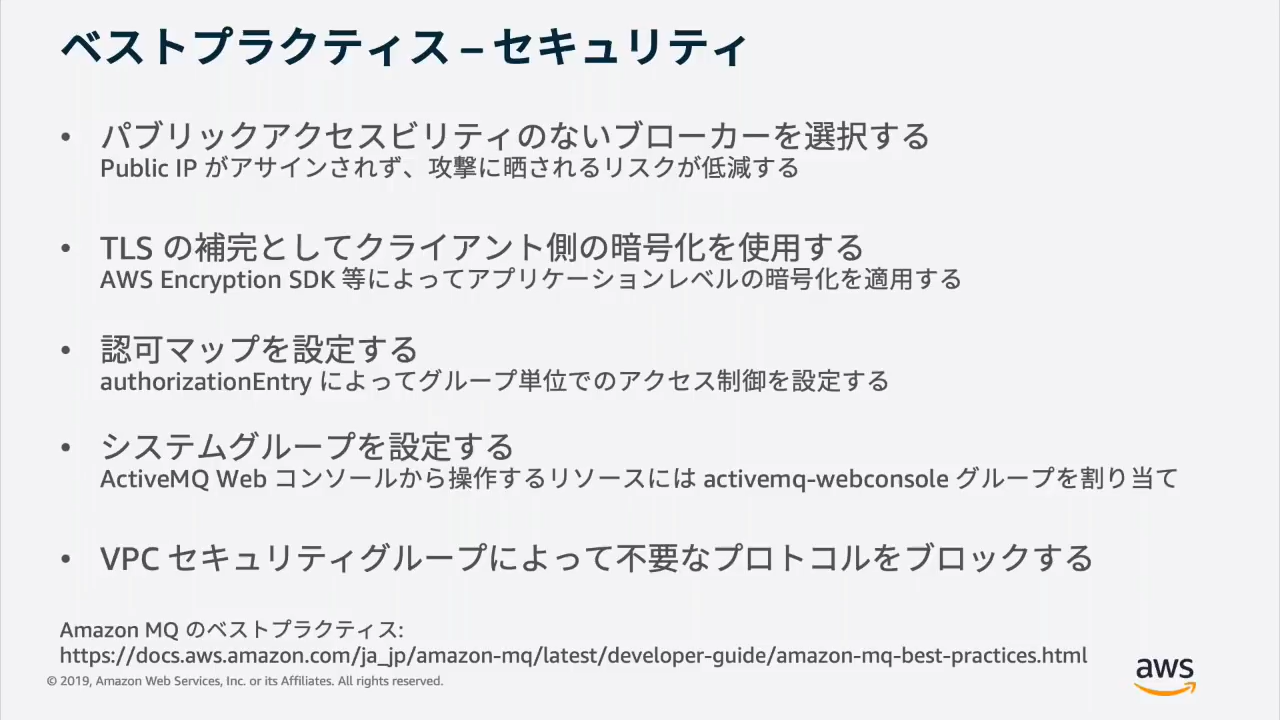 ベストプラクティス – セキュリティ
• パブリックアクセスビリティのないブローカーを選択する
Public IP がアサインされず、攻撃に晒されるリスクが低減する
• TLS の補完としてクライアント側の暗号化を使用する
AWS Encryption SDK 等によってアプリケーションレベルの暗号化を適用する
• 認可マップを設定する
authorizationEntry によってグループ単位でのアクセス制御を設定する
• システムグループを設定する
ActiveMQ Web コンソールから操作するリソースには activemq-webconsole グループを割り当て
• VPC セキュリティグループによって不要なプロトコルをブロックする
Amazon MQ のベストプラクティス:
https://docs.aws.amazon.com/ja_jp/amazon-mq/latest/developer-guide/amazon-mq-best-practices.html
© 2019, Amazon Web Services, Inc. or its Affiliates. All rights reserved.
aws